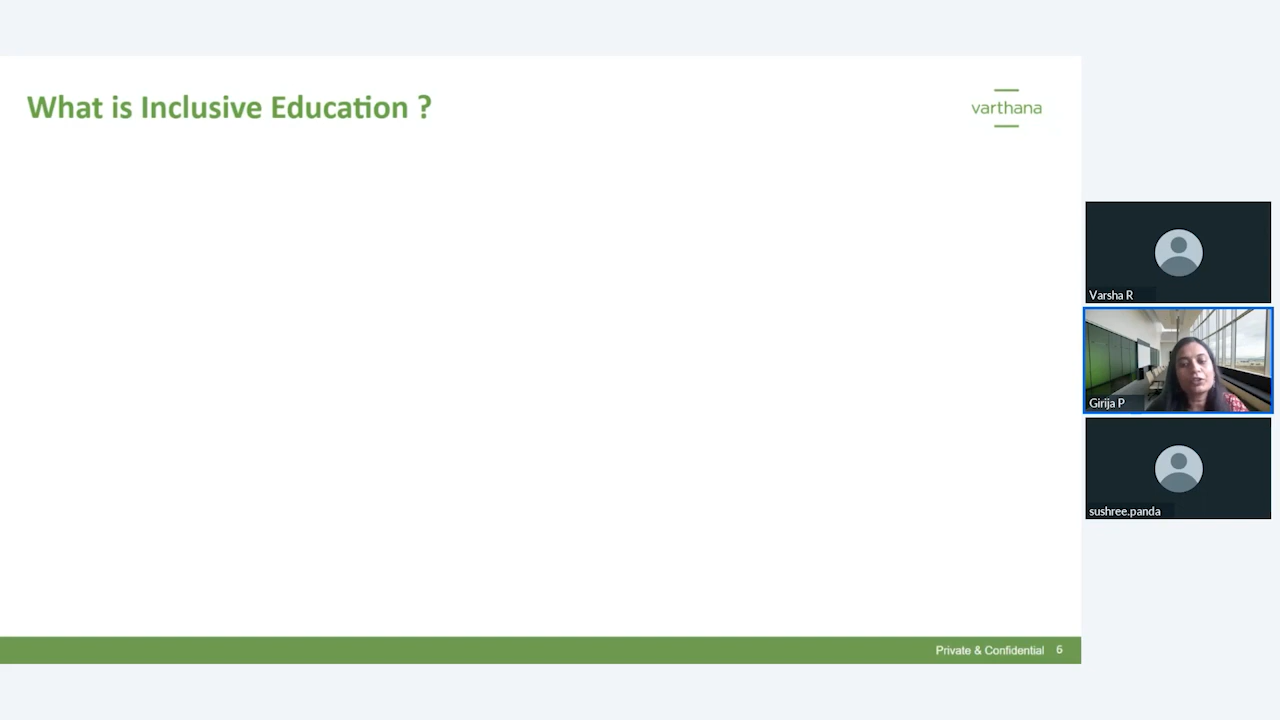 What is Inclusive Education ?
varthana
Varsha R
Girija P
sushree.panda
Private & Confidential 6